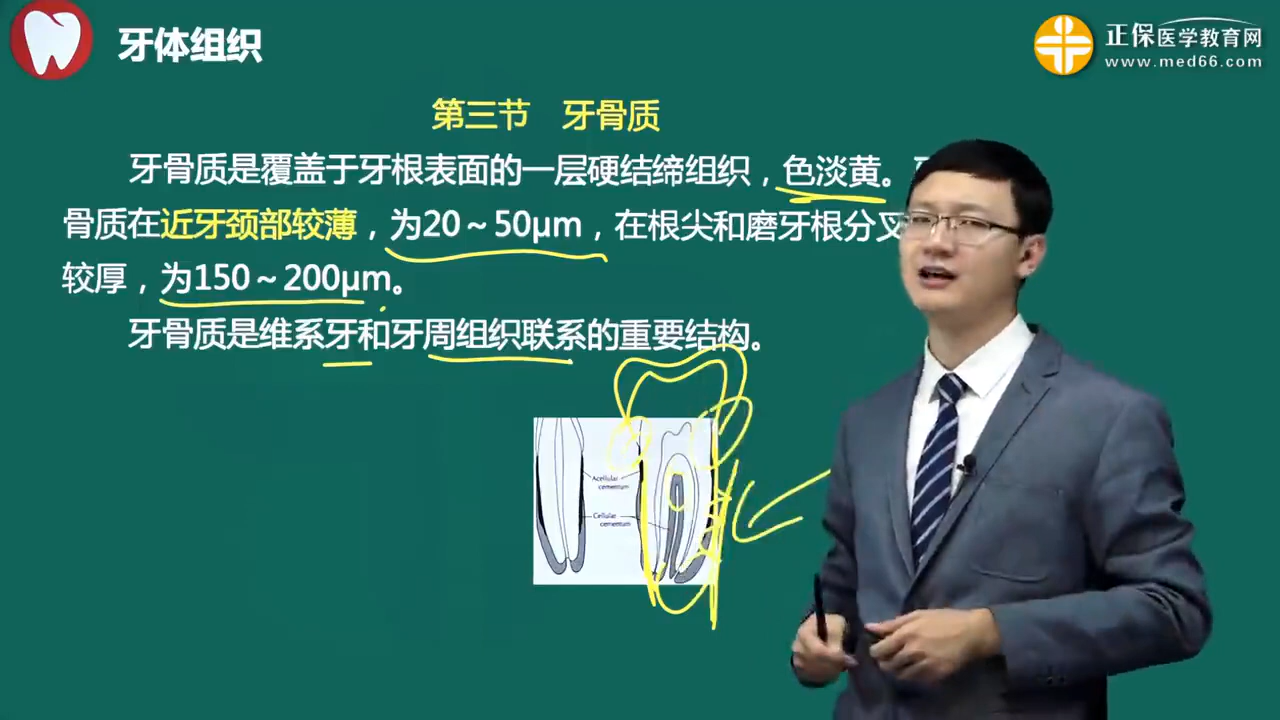 牙体组织
正保医学教育网
www.med66.com
第三节 牙骨质
牙骨质是覆盖于牙根表面的一层硬结缔组织，色淡黄。
骨质在近牙颈部较薄，为20～50μm，在根尖和磨牙根分叉
较厚，为150～200μm。
牙骨质是维系牙和牙周组织联系的重要结构。
Acellular
cementum
Cellular
cementum